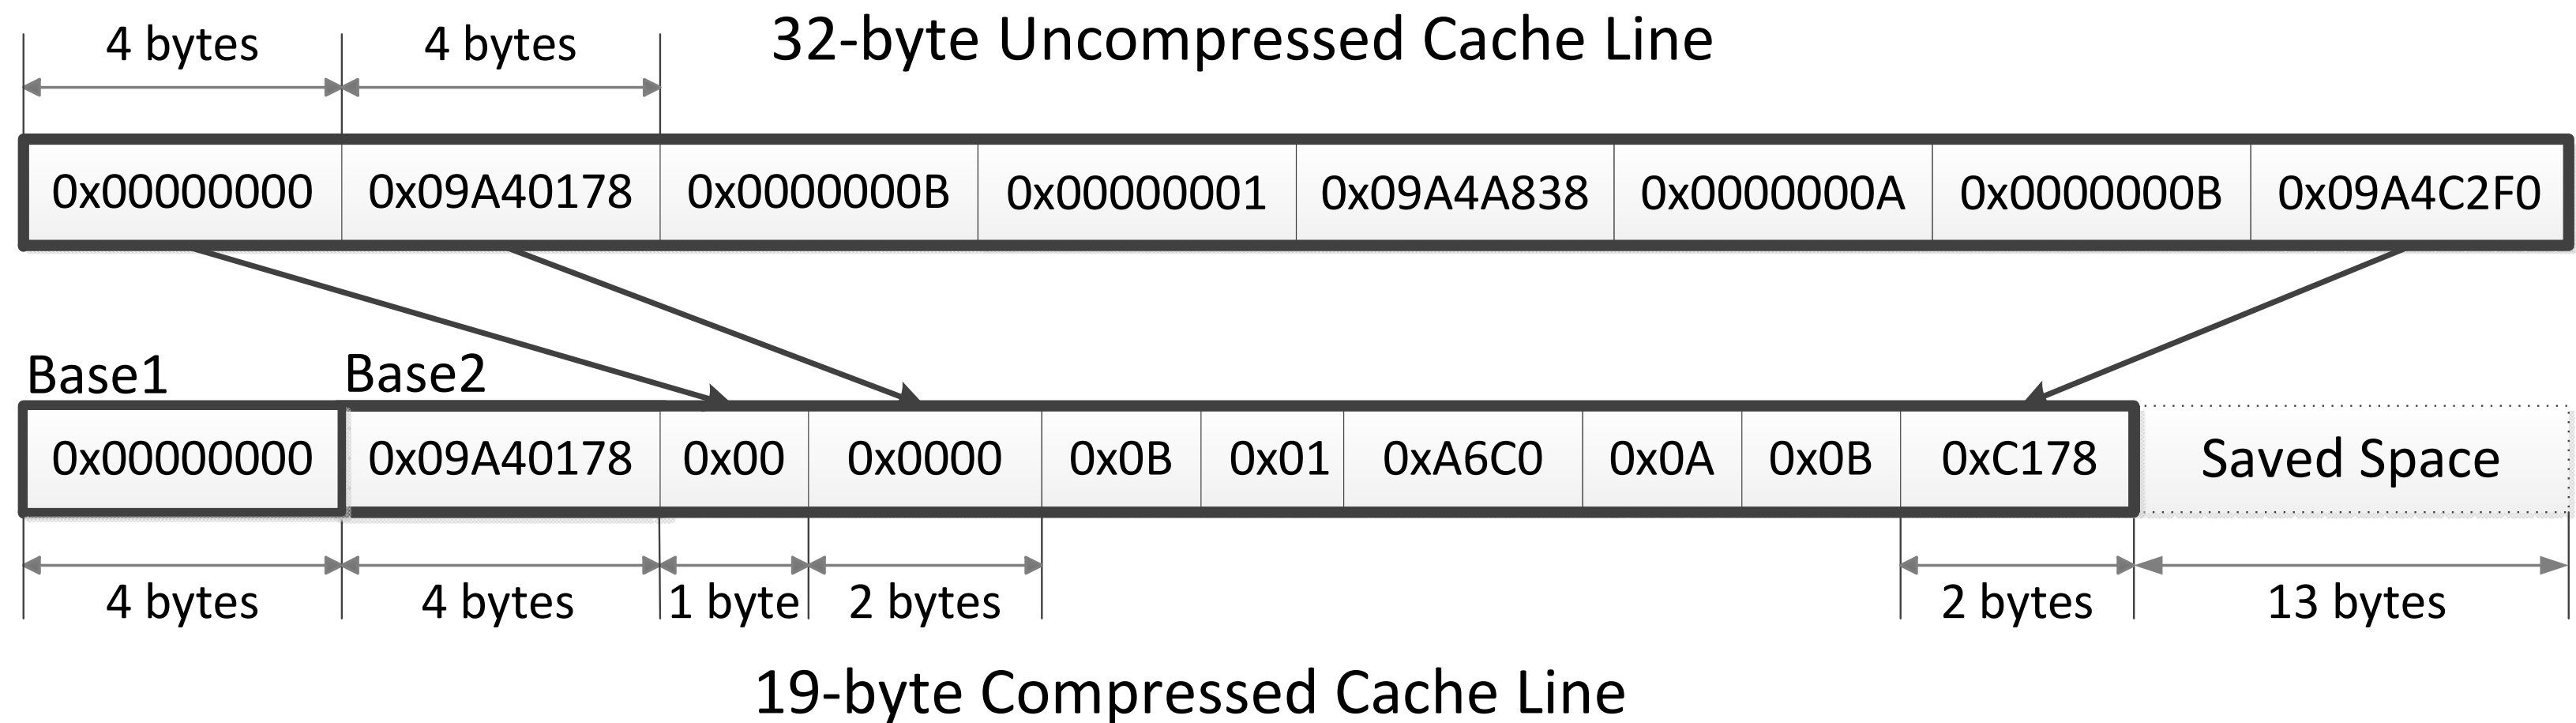 4 bytes 4 bytes 32-byte Uncompressed Cache Line
0x00000000 0x09A40178 0x0000000B 0x00000001 0x09A4A838 0x0000000A 0x0000000B 0x09A4C2F0
Base1 Base2
0x00000000 0x09A40178 0x00 0x0000 0x0B 0x01 0xA6C0 0x0A 0x0B 0xC178 Saved Space
4 bytes 4 bytes 1 byte 2 bytes 2 bytes 13 bytes
19-byte Compressed Cache Line